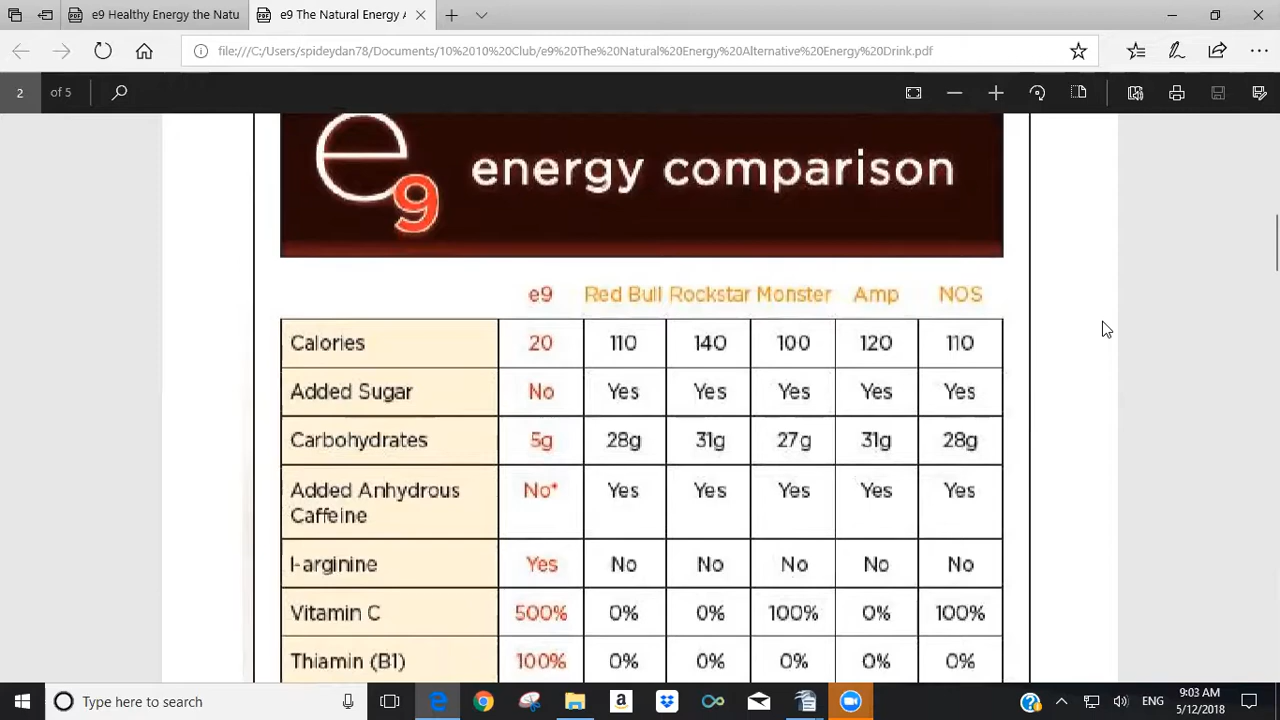 e9 Healthy Energy the Natu
e9 The Natural Energy A
file:///C:/Users/spideydan78/Documents/10%2010%20Club/e9%20The%20Natural%20Energy%20Alternative%20Energy%20Drink.pdf
2 of 5
e9 energy comparison
e9 Red Bull Rockstar Monster Amp NOS
Calories 20 110 140 100 120 110
Added Sugar No Yes Yes Yes Yes Yes
Carbohydrates 5g 28g 31g 27g 31g 28g
Added Anhydrous No* Yes Yes Yes Yes Yes
Caffeine
l-arginine Yes No No No No No
Vitamin C 500% 0% 0% 100% 0% 100%
Thiamin (B1) 100% 0% 0% 0% 0% 0%
Type here to search
ENG
9:03 AM
5/12/2018